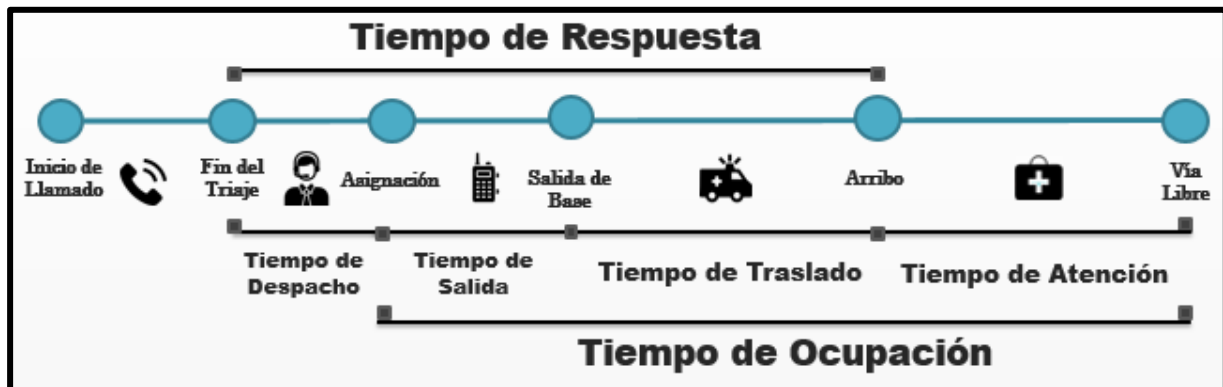 Tiempo de Respuesta
Inicio de
Llamado
Fin del
Triaje
Asignación
Salida de
Base
Arribo
Vía
Libre
Tiempo de
Despacho
Tiempo de
Salida
Tiempo de Traslado
Tiempo de Atención
Tiempo de Ocupación